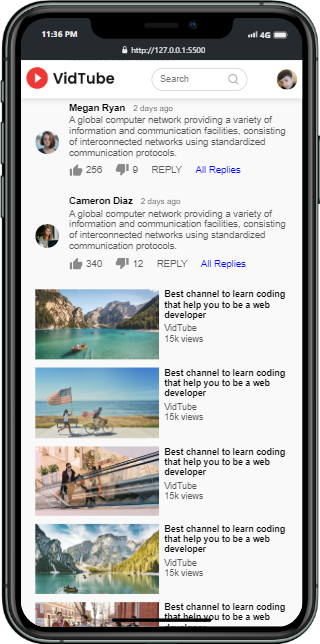 11:36 PM
4G
http://127.0.0.1:5500
VidTube
Search
Megan Ryan 2 days ago
A global computer network providing a variety of
information and communication facilities, consisting
of interconnected networks using standardized
communication protocols.
256 9 REPLY All Replies
Cameron Diaz 2 days ago
A global computer network providing a variety of
information and communication facilities, consisting
of interconnected networks using standardized
communication protocols.
340 12 REPLY All Replies
Best channel to learn coding
that help you to be a web
developer
VidTube
15k views
Best channel to learn coding
that help you to be a web
developer
VidTube
15k views
Best channel to learn coding
that help you to be a web
developer
VidTube
15k views
Best channel to learn coding
that help you to be a web
developer
VidTube
15k views
Best channel to learn coding
that help you to be a web